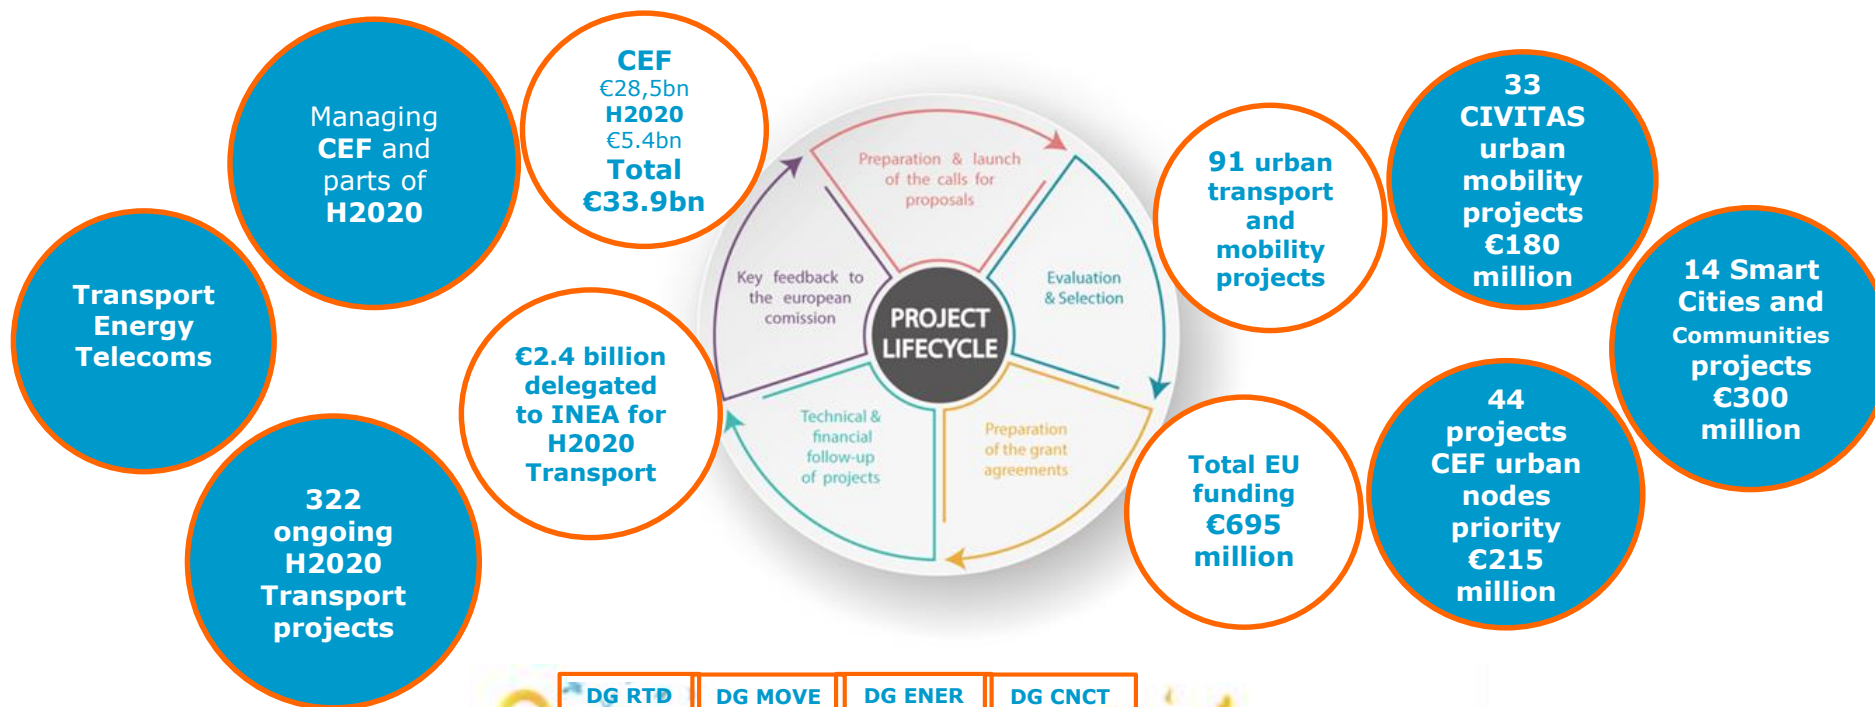 Managing
CEF and
parts of
H2020
CEF
€28,5bn
H2020
€5.4bn
Total
€33.9bn
Transport
Energy
Telecoms
€2.4 billion
delegated
to INEA for
H2020
Transport
322
ongoing
H2020
Transport
projects
Preparation & launch
of the calls for
proposals
Evaluation
& Selection
Preparation
of the grant
agreements
Technical &
financial
follow-up
of projects
Key feedback to
the european
comission
PROJECT
LIFECYCLE
91 urban
transport
and
mobility
projects
33
CIVITAS
urban
mobility
projects
€180
million
14 Smart
Cities and
Communities
projects
€300
million
Total EU
funding
€695
million
44
projects
CEF urban
nodes
priority
€215
million
DG RTD
DG MOVE
DG ENER
DG CNCT